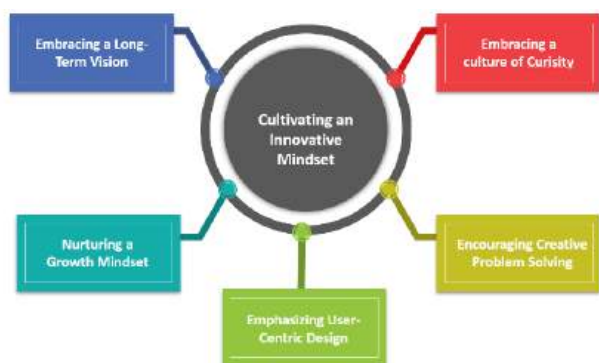 Embracing a Long-
Term Vision
Embracing a
culture of Curisity
Cultivating an
Innovative
Mindset
Nurturing a
Growth Mindset
Encouraging Creative
Problem Solving
Emphasizing User-
Centric Design